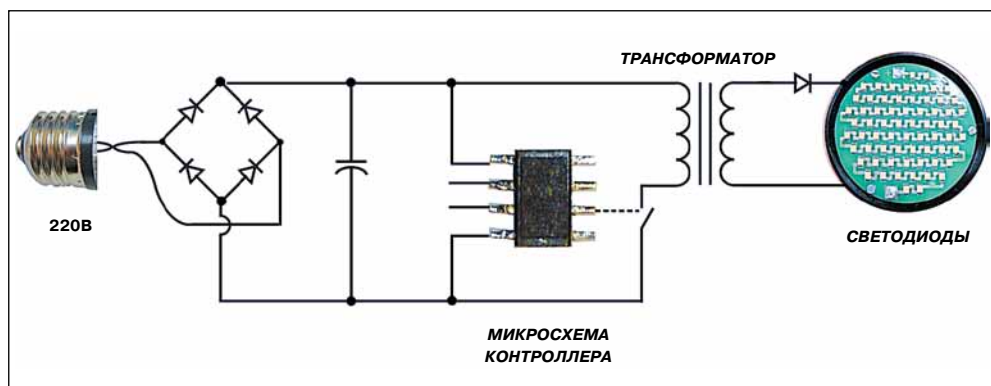 ТРАНСФОРМАТОР
220В
СВЕТОДИОДЫ
МИКРОСХЕМА
КОНТРОЛЛЕРА